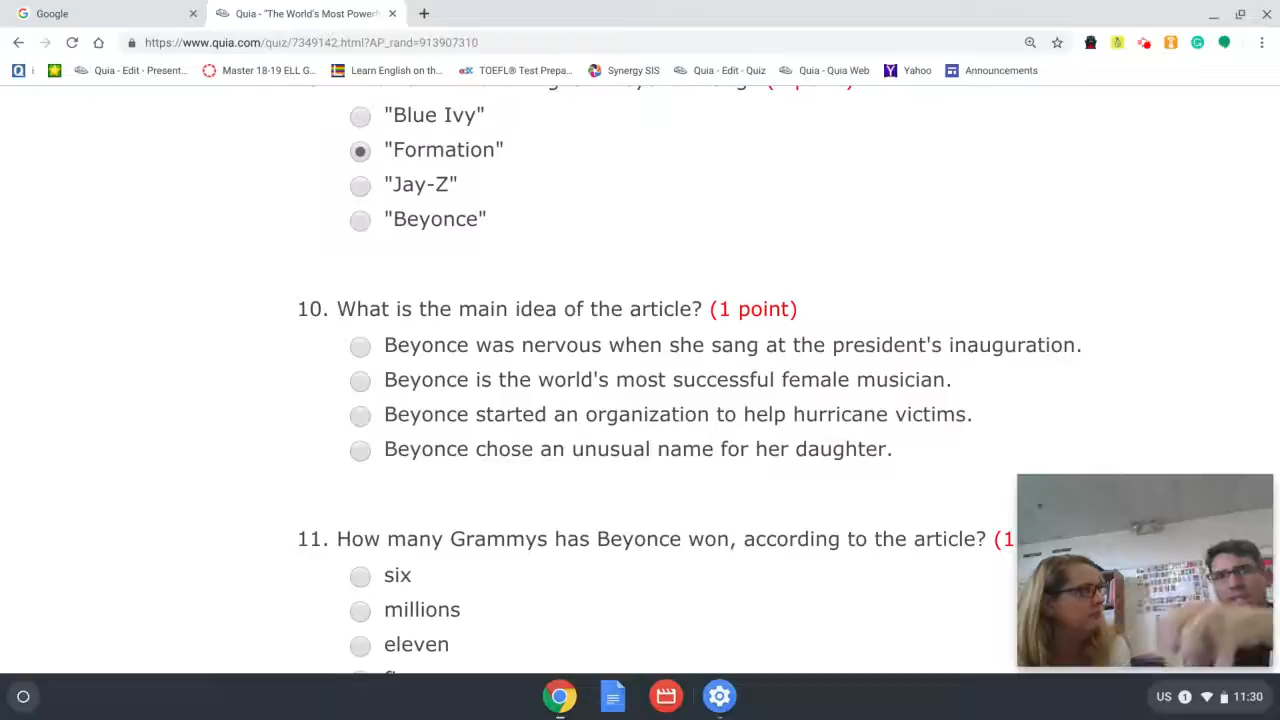 Google
Quia - "The World's Most Powerf
https://www.quia.com/quiz/7349142.html?AP_rand=913907310
i
Quia - Edit - Present...
Master 18-19 ELL G...
Learn English on th...
TOEFL® Test Prepa...
Synergy SIS
Quia - Edit - Quiz
Quia - Quia Web
Yahoo
Announcements
"Blue Ivy"
"Formation"
"Jay-Z"
"Beyonce"
10. What is the main idea of the article? (1 point)
Beyonce was nervous when she sang at the president's inauguration.
Beyonce is the world's most successful female musician.
Beyonce started an organization to help hurricane victims.
Beyonce chose an unusual name for her daughter.
11. How many Grammys has Beyonce won, according to the article? (1
six
millions
eleven
US 1 11:30